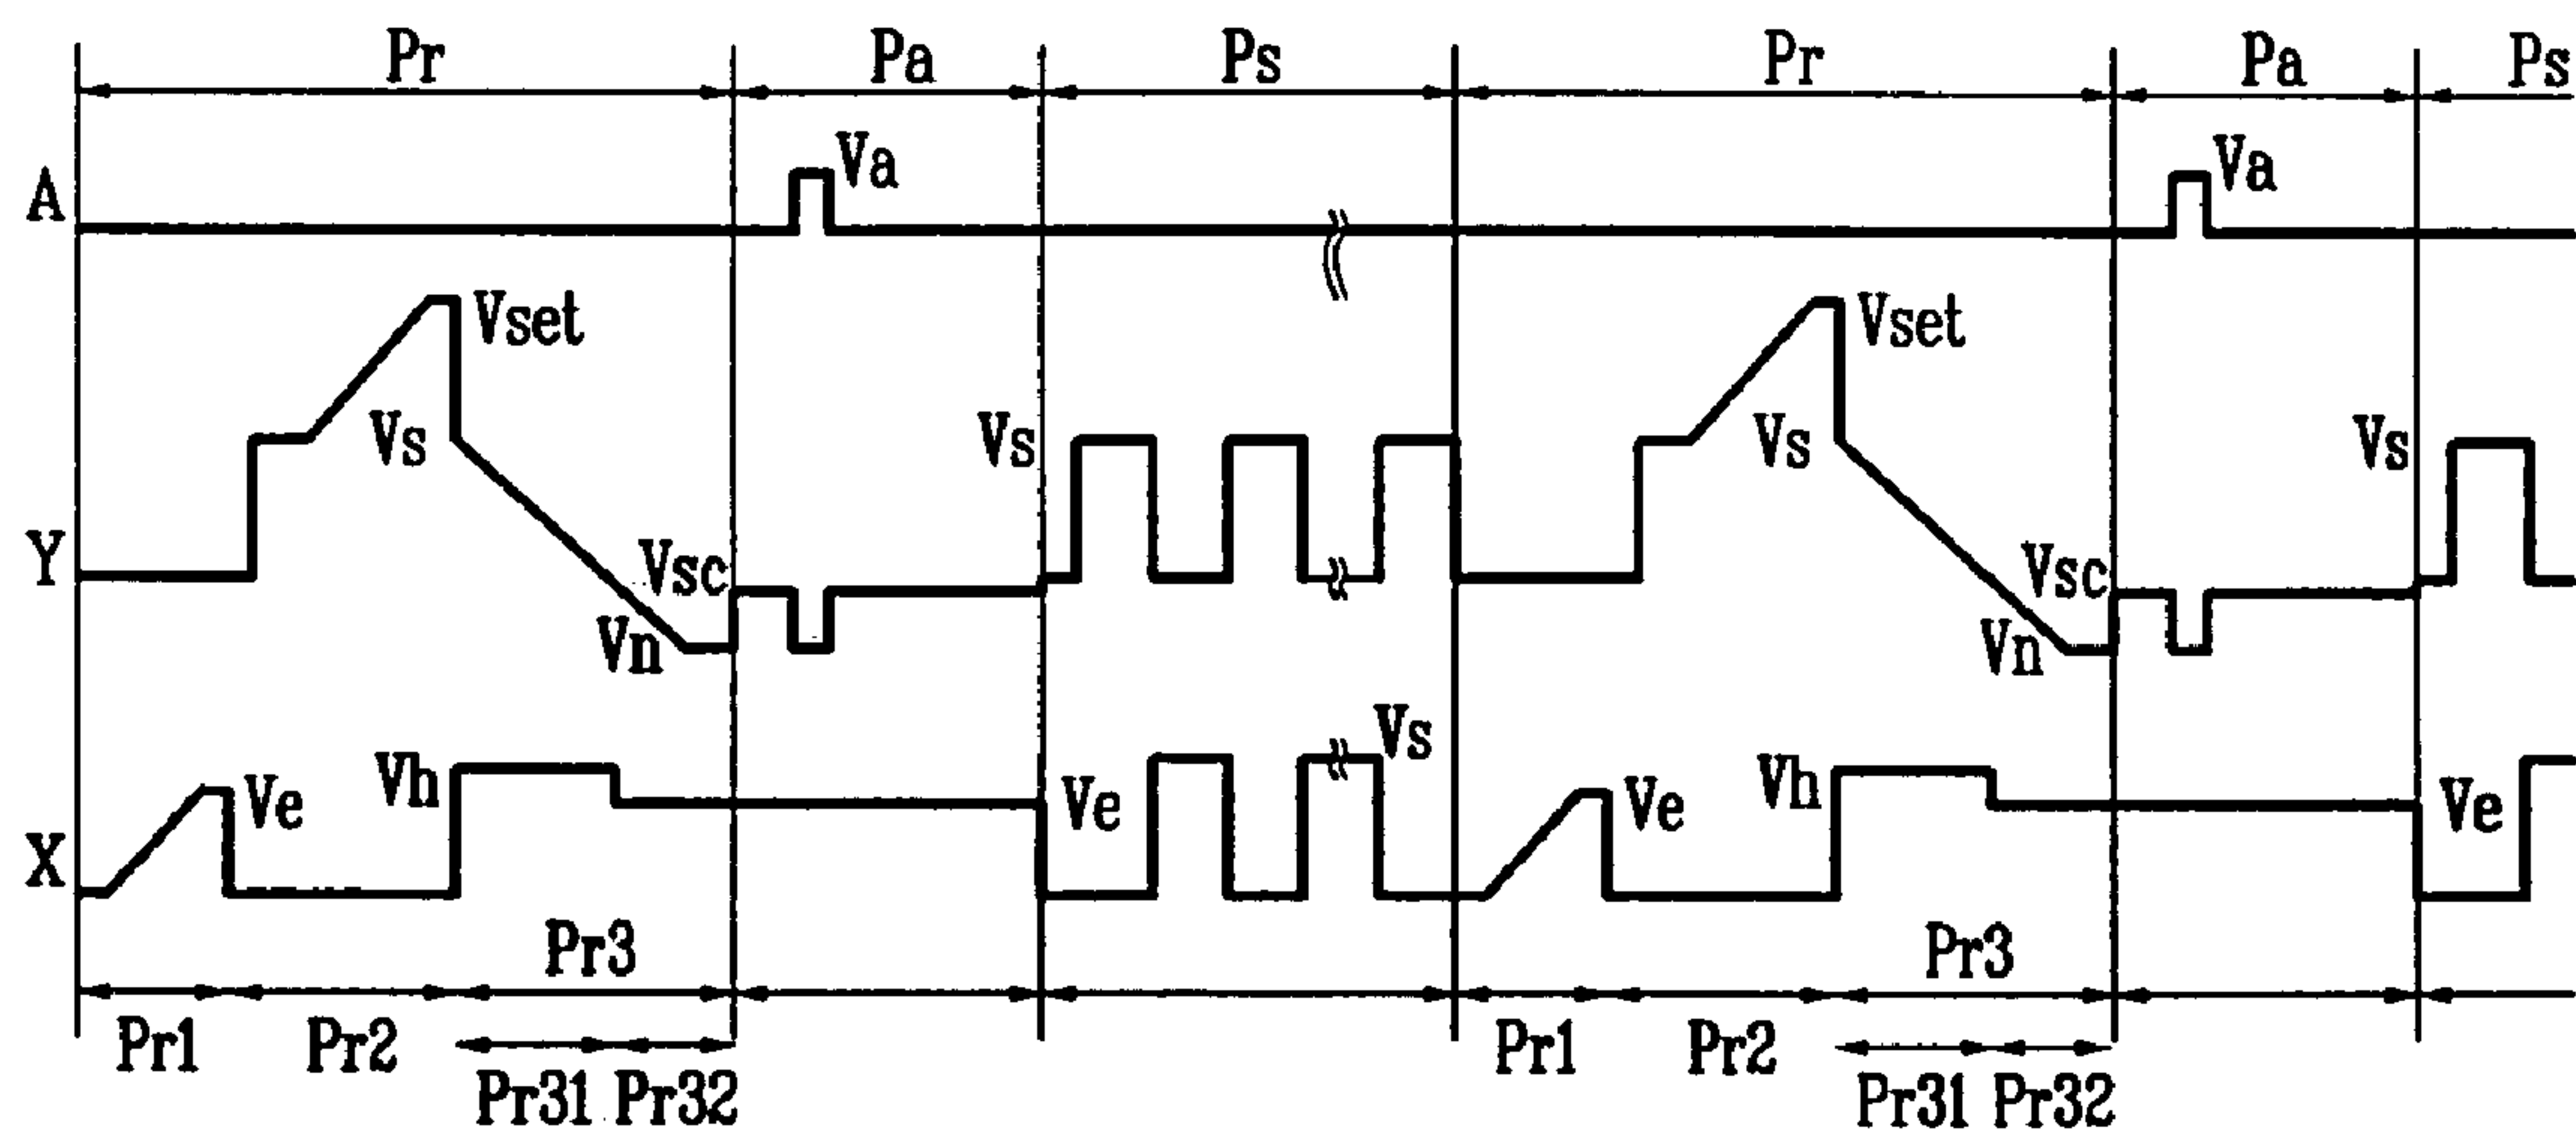 Pr Pa Ps Pr Pa Ps
A Va Va
Vset Vset
Vs Vs Vs Vs
Y Vsc Vsc
Vn Vn
Vs
X Ve Vh Ve Ve Vh Ve
Pr3 Pr3
Pr1 Pr2 Pr1 Pr2
Pr31 Pr32 Pr31 Pr32